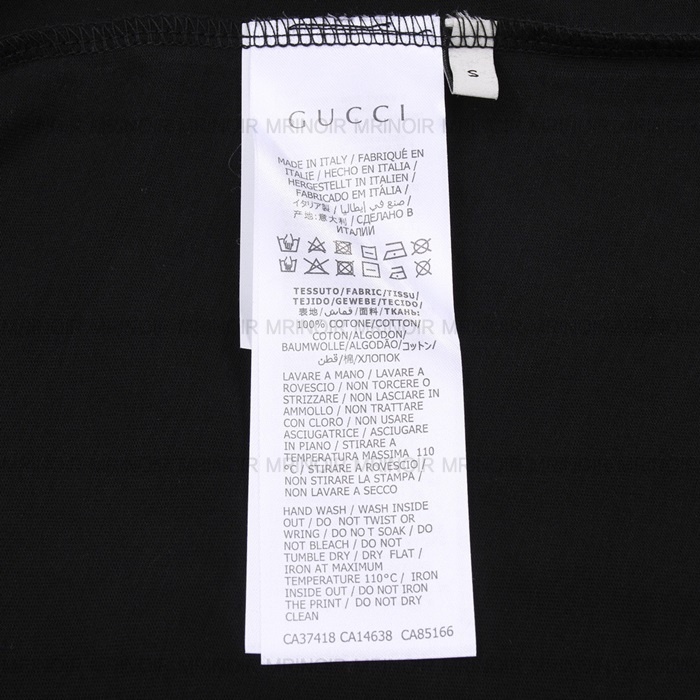 S
GUCCI
MRINOIR MRINOIR MRINOIR
MADE IN ITALY / FABRIQUÉ EN
ITALIE / HECHO EN ITALIA /
HERGESTELLT IN ITALIEN /
FABRICADO EM ITÁLIA /
イタリア製 / صنع في إيطاليا /
产地:意大利 / СДЕЛАНО В
ИТАЛИИ
TESSUTO/FABRIC/TISSU/
TEJIDO/GEWEBE/TECIDO/
表地/قماش/面料/ТКАНЬ:
100% COTONE/COTTON/
COTON/ALGODON/
BAUMWOLLE/ALGODÃO/コットン/
قطن/棉/ХЛОПОК
LAVARE A MANO / LAVARE A
ROVESCIO / NON TORCERE O
STRIZZARE / NON LASCIARE IN
AMMOLLO / NON TRATTARE
CON CLORO / NON USARE
ASCIUGATRICE / ASCIUGARE
IN PIANO / STIRARE A
TEMPERATURA MASSIMA 110
°C / STIRARE A ROVESCIO /
NON STIRARE LA STAMPA /
NON LAVARE A SECCO
HAND WASH / WASH INSIDE
OUT / DO NOT TWIST OR
WRING / DO NO T SOAK / DO
NOT BLEACH / DO NOT
TUMBLE DRY / DRY FLAT /
IRON AT MAXIMUM
TEMPERATURE 110°C / IRON
INSIDE OUT / DO NOT IRON
THE PRINT / DO NOT DRY
CLEAN
CA37418 CA14638 CA85166